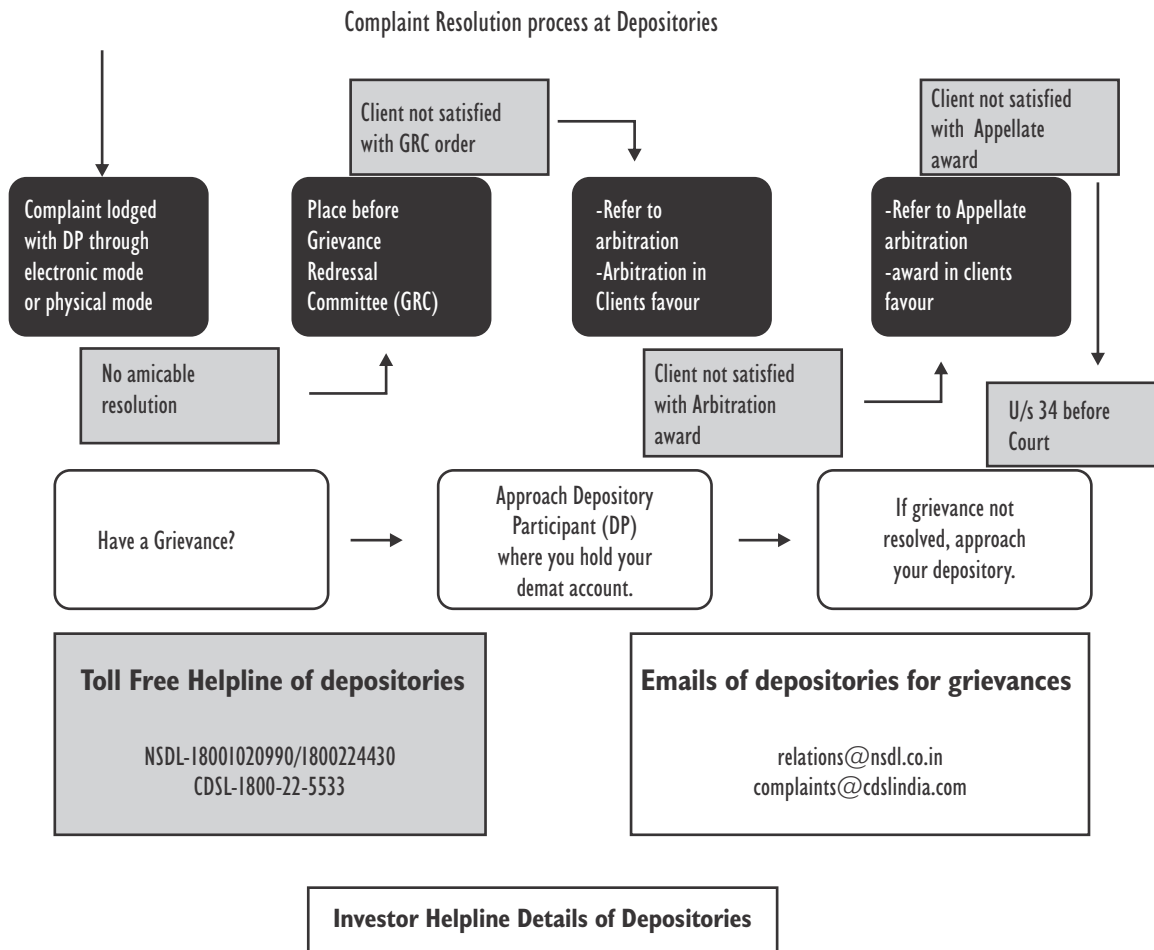 Complaint Resolution process at Depositories
Client not satisfied
with GRC order
Client not satisfied
with Appellate
award
Complaint lodged
with DP through
electronic mode
or physical mode
Place before
Grievance
Redressal
Committee (GRC)
-Refer to
arbitration
-Arbitration in
Clients favour
-Refer to Appellate
arbitration
-award in clients
favour
No amicable
resolution
Client not satisfied
with Arbitration
award
U/s 34 before
Court
Have a Grievance?
Approach Depository
Participant (DP)
where you hold your
demat account.
If grievance not
resolved, approach
your depository.
Toll Free Helpline of depositories
NSDL-18001020990/1800224430
CDSL-1800-22-5533
Emails of depositories for grievances
relations@nsdl.co.in
complaints@cdslindia.com
Investor Helpline Details of Depositories